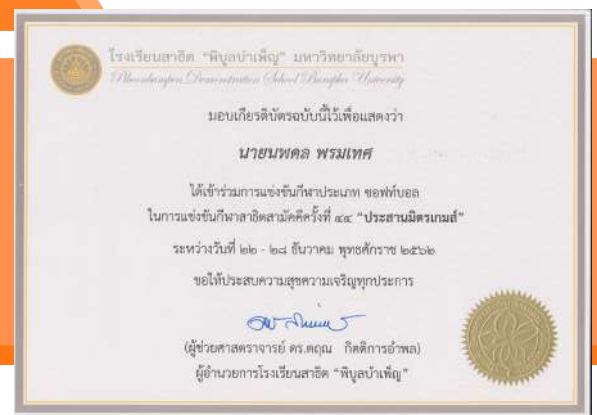 โรงเรียนสาธิต "พิบูลบำเพ็ญ" มหาวิทยาลัยบูรพา
Piboonbumpen Demonstration School Burapha University
มอบเกียรติบัตรฉบับนี้ไว้เพื่อแสดงว่า
นายนพดล พรมเทศ
ได้เข้าร่วมการแข่งขันกีฬาประเภท ซอฟท์บอล
ในการแข่งขันกีฬาสาธิตสามัคคีครั้งที่ ๔๔ "ประสานมิตรเกมส์"
ระหว่างวันที่ ๒๒ - ๒๘ ธันวาคม พุทธศักราช ๒๕๖๒
ขอให้ประสบความสุขความเจริญทุกประการ
(ผู้ช่วยศาสตราจารย์ ดร.ตฤณ กิตติการอำพล)
ผู้อำนวยการโรงเรียนสาธิต "พิบูลบำเพ็ญ"